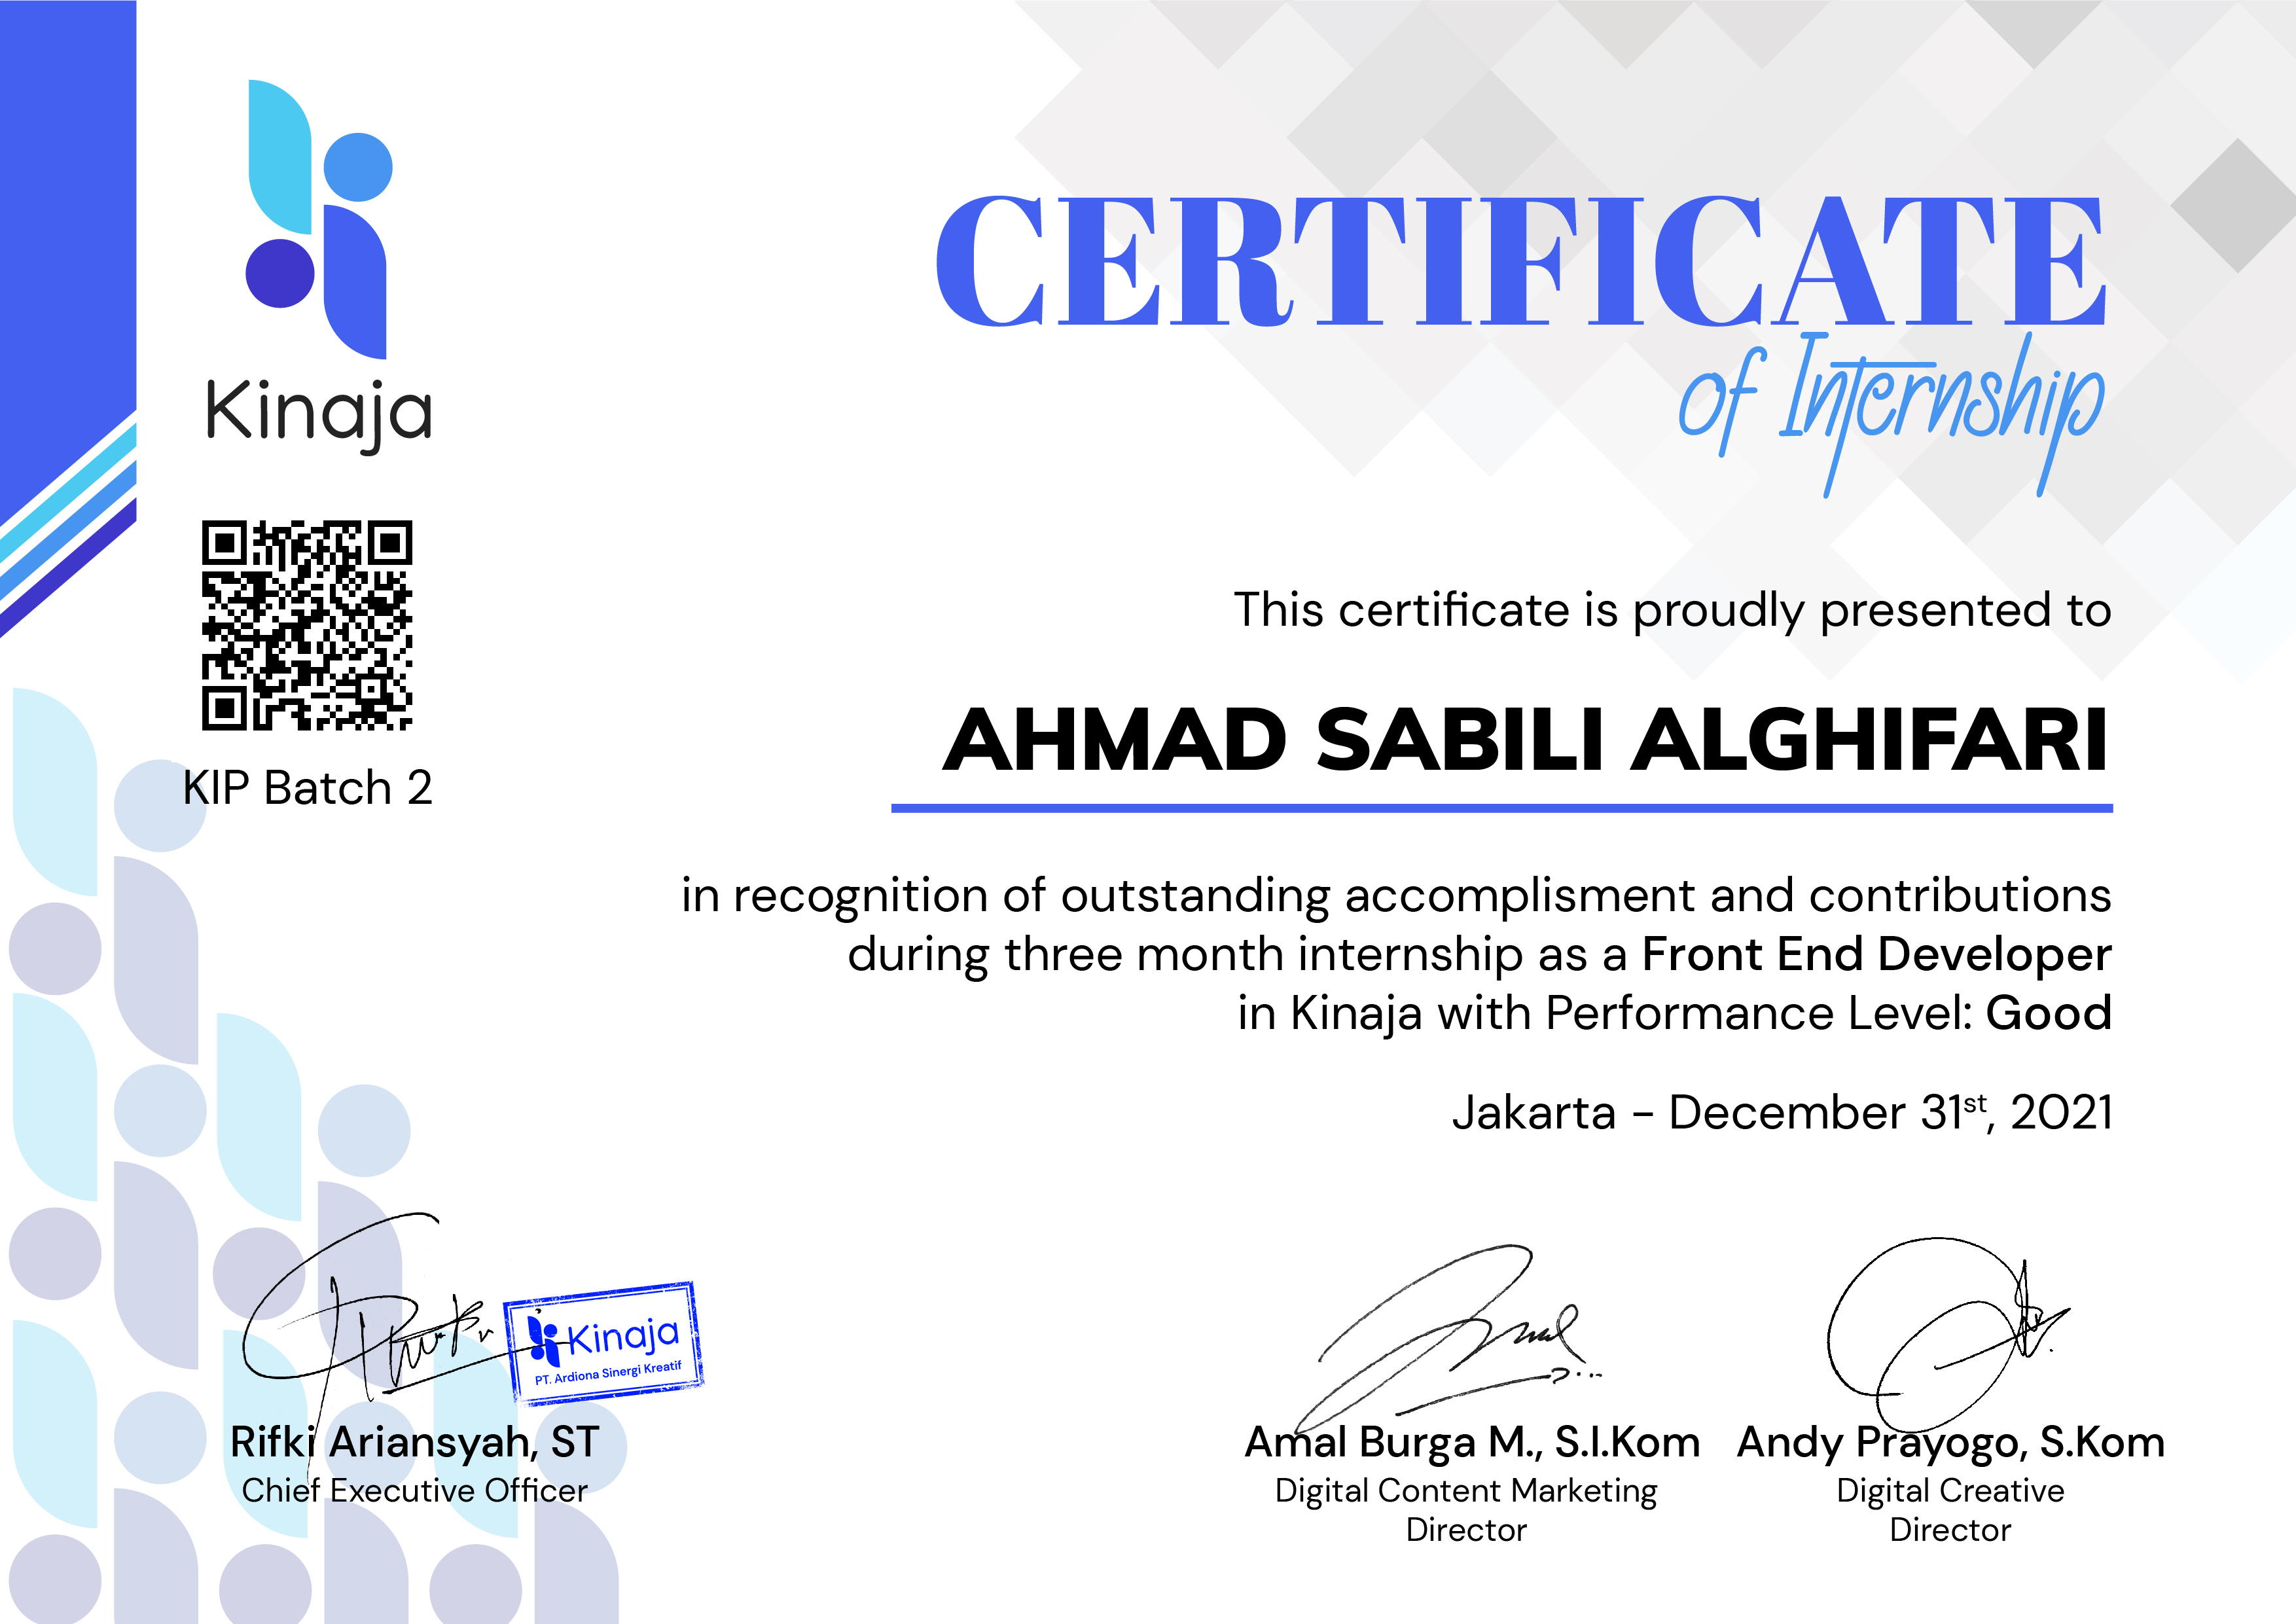 Kinaja
KIP Batch 2
CERTIFICATE
of Internship
This certificate is proudly presented to
AHMAD SABILI ALGHIFARI
in recognition of outstanding accomplisment and contributions
during three month internship as a Front End Developer
in Kinaja with Performance Level: Good
Jakarta - December 31st, 2021
Kinaja
PT. Ardiona Sinergi Kreatif
Rifki Ariansyah, ST
Chief Executive Officer
Amal Burga M., S.I.Kom
Digital Content Marketing
Director
Andy Prayogo, S.Kom
Digital Creative
Director